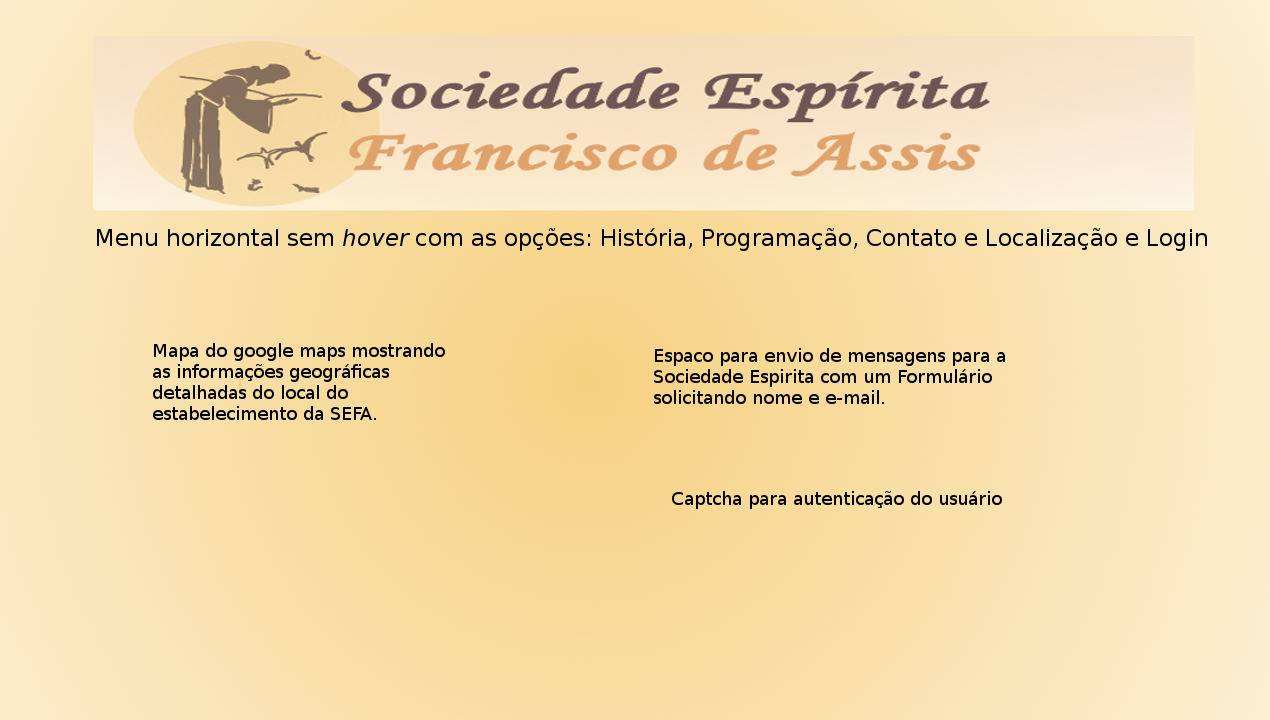 Sociedade Espírita
Francisco de Assis
Menu horizontal sem hover com as opções: História, Programação, Contato e Localização e Login
Mapa do google maps mostrando
as informações geográficas
detalhadas do local do
estabelecimento da SEFA.
Espaco para envio de mensagens para a
Sociedade Espirita com um Formulário
solicitando nome e e-mail.
Captcha para autenticação do usuário